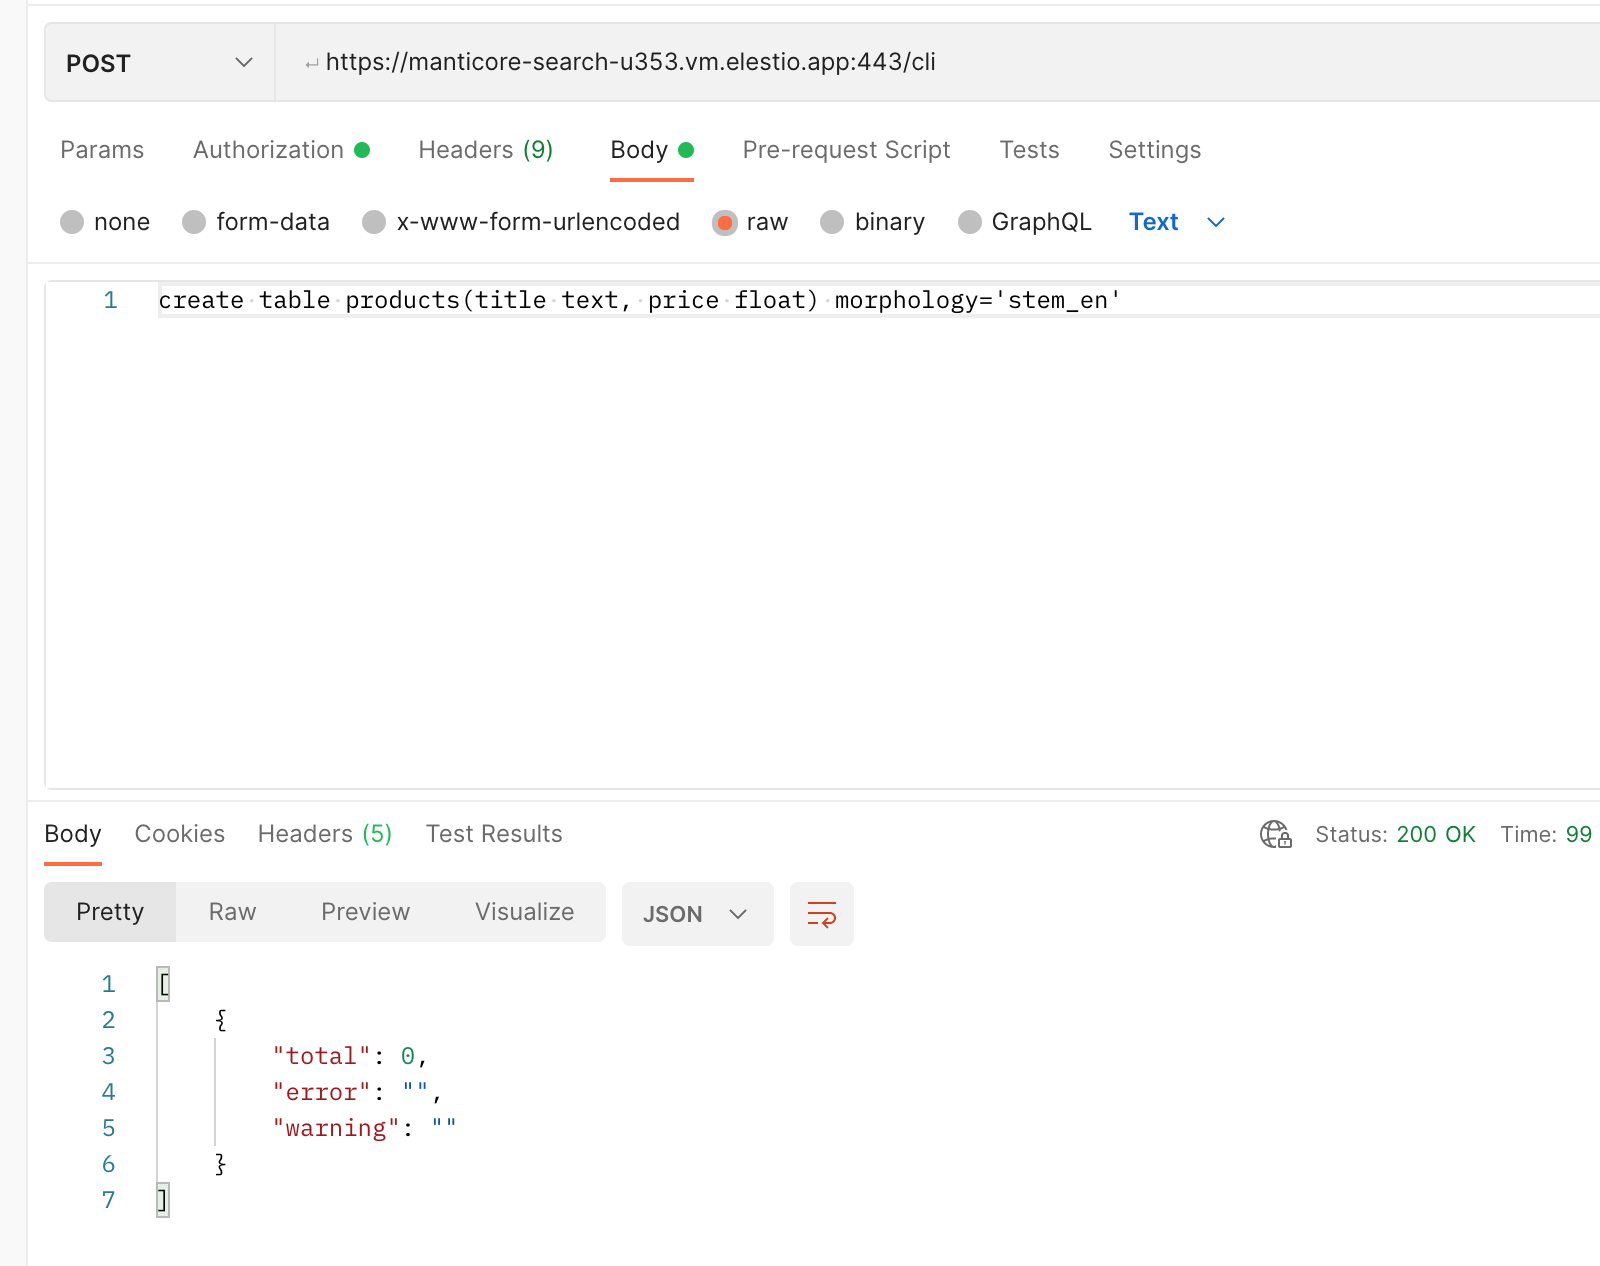 POST https://manticore-search-u353.vm.elestio.app:443/cli
Params Authorization Headers (9) Body Pre-request Script Tests Settings
none form-data x-www-form-urlencoded raw binary GraphQL Text
1 create table products(title text, price float) morphology='stem_en'
Body Cookies Headers (5) Test Results Status: 200 OK Time: 99
Pretty Raw Preview Visualize JSON
1 [
2 {
3 "total": 0,
4 "error": "",
5 "warning": ""
6 }
7 ]